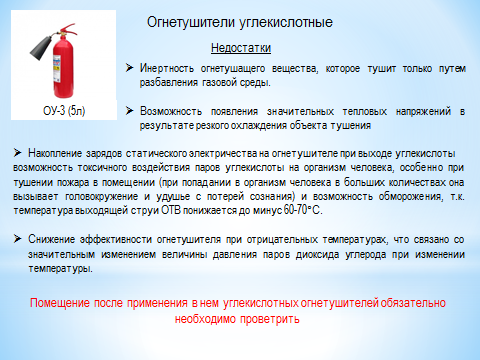 Огнетушители углекислотные
Недостатки
➢ Инертность огнетушащего вещества, которое тушит только путем
разбавления газовой среды.
ОУ-3 (5л)
➢ Возможность появления значительных тепловых напряжений в
результате резкого охлаждения объекта тушения
➢ Накопление зарядов статического электричества на огнетушителе при выходе углекислоты
возможность токсичного воздействия паров углекислоты на организм человека, особенно при
тушении пожара в помещении (при попадании в организм человека в больших количествах она
вызывает головокружение и удушье с потерей сознания) и возможность обморожения, т.к.
температура выходящей струи ОТВ понижается до минус 60-70°С.
➢ Снижение эффективности огнетушителя при отрицательных температурах, что связано со
значительным изменением величины давления паров диоксида углерода при изменении
температуры.
Помещение после применения в нем углекислотных огнетушителей обязательно
необходимо проветрить